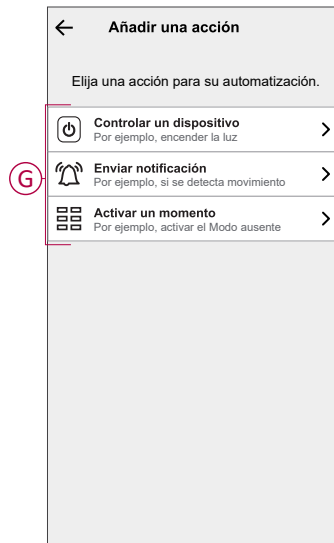 Añadir una acción
Elija una acción para su automatización.
Controlar un dispositivo
Por ejemplo, encender la luz
G
Enviar notificación
Por ejemplo, si se detecta movimiento
Activar un momento
Por ejemplo, activar el Modo ausente